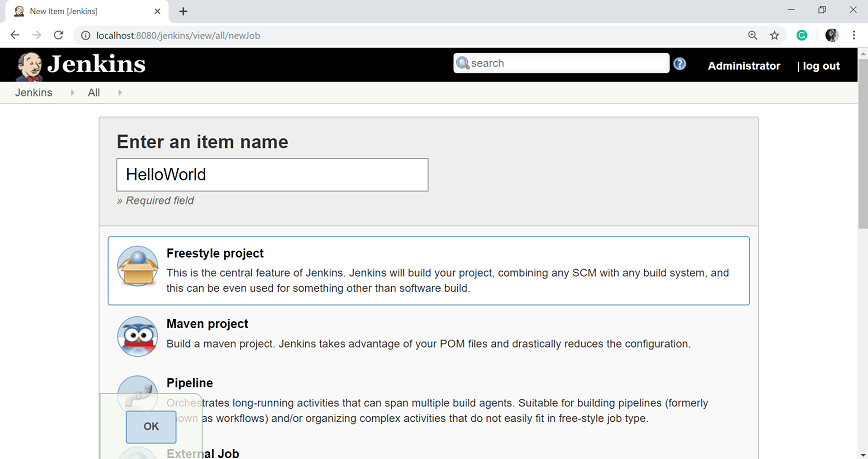 New Item [Jenkins]
localhost:8080/jenkins/view/all/newJob
Jenkins
search
Administrator
| log out
Jenkins
All
Enter an item name
HelloWorld
» Required field
Freestyle project
This is the central feature of Jenkins. Jenkins will build your project, combining any SCM with any build system, and
this can be even used for something other than software build.
Maven project
Build a maven project. Jenkins takes advantage of your POM files and drastically reduces the configuration.
Pipeline
Orchestrates long-running activities that can span multiple build agents. Suitable for building pipelines (formerly
known as workflows) and/or organizing complex activities that do not easily fit in free-style job type.
OK
External Job